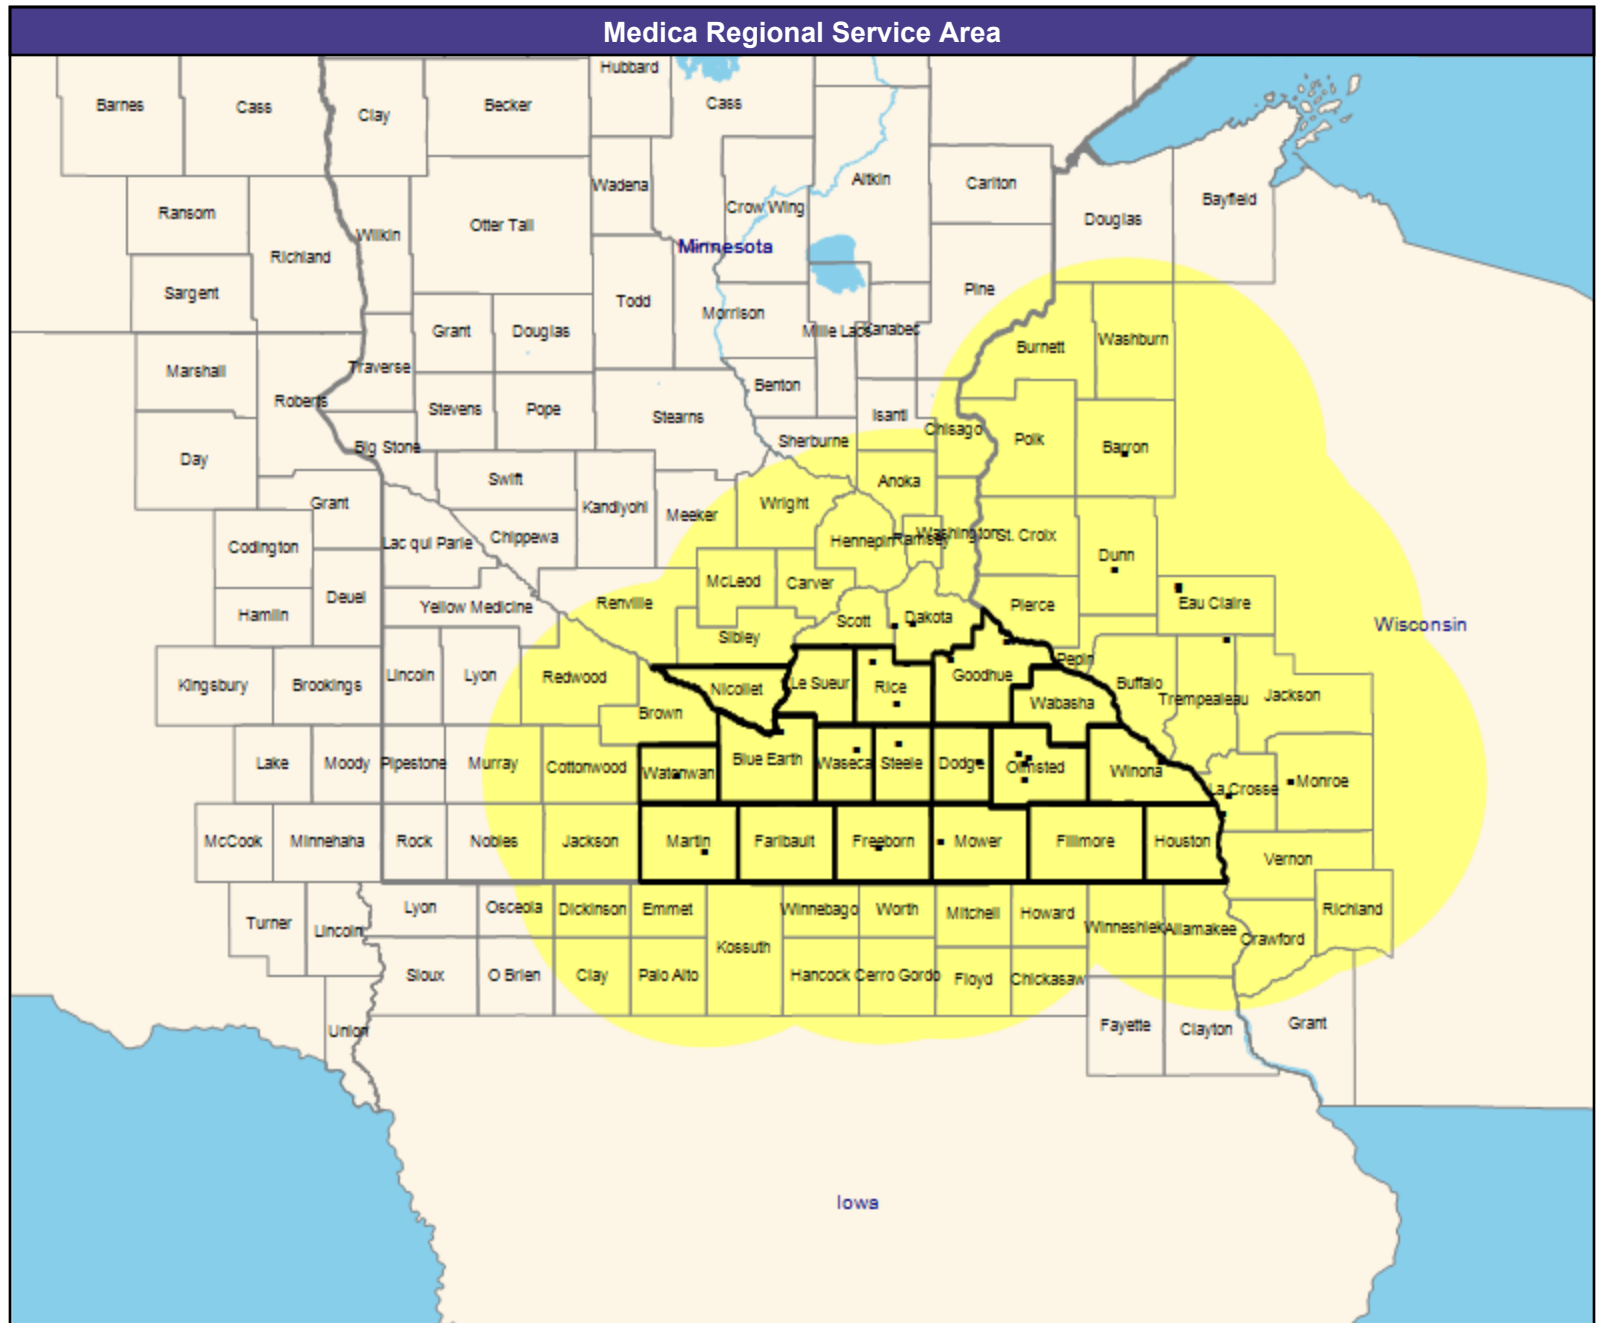 Medica Regional Service Area
Hubbard
Barnes
Cass
Clay
Becker
Cass
Wadena
Aitkin
Carlton
Ransom
Crow Wing
Douglas
Bayfield
Wilkin
Otter Tail
Minnesota
Richland
Sargent
Todd
Pine
Morrison
Grant
Douglas
Mille Lacs
Kanabec
Burnett
Washburn
Marshall
Traverse
Benton
Roberts
Stevens
Pope
Stearns
Isanti
Chisago
Polk
Barron
Big Stone
Sherburne
Day
Swift
Anoka
Grant
Kandiyohi
Meeker
Wright
Codington
Lac qui Parle
Chippewa
Hennepin
Ramsey
Washington
St. Croix
Dunn
Deuel
McLeod
Carver
Hamlin
Yellow Medicine
Renville
Scott
Dakota
Pierce
Eau Claire
Wisconsin
Sibley
Pepin
Kingsbury
Brookings
Lincoln
Lyon
Redwood
Nicollet
Le Sueur
Rice
Goodhue
Buffalo
Trempealeau
Jackson
Brown
Wabasha
Lake
Moody
Pipestone
Murray
Cottonwood
Watonwan
Blue Earth
Waseca
Steele
Dodge
Olmsted
Winona
La Crosse
Monroe
McCook
Minnehaha
Rock
Nobles
Jackson
Martin
Faribault
Freeborn
Mower
Fillmore
Houston
Vernon
Turner
Lincoln
Lyon
Osceola
Dickinson
Emmet
Kossuth
Winnebago
Worth
Mitchell
Howard
Winneshiek
Allamakee
Crawford
Richland
Sioux
O Brien
Clay
Palo Alto
Hancock
Cerro Gordo
Floyd
Chickasaw
Union
Fayette
Clayton
Grant
Iowa